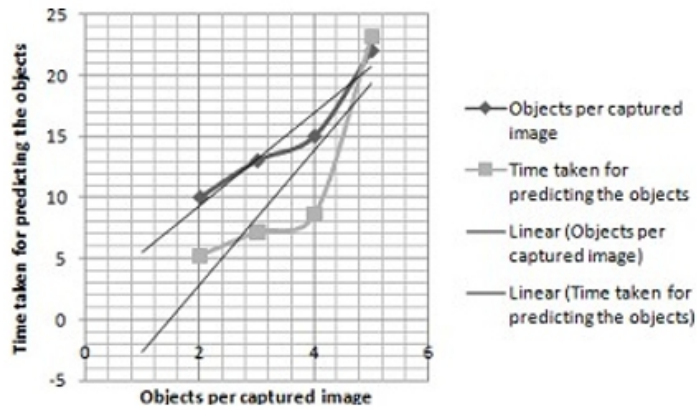 25
20
15
10
5
0
-5
0
2
4
6
Time taken for predicting the objects
Objects per captured image
Objects per captured
image
Time taken for
predicting the objects
Linear (Objects per
captured image)
Linear (Time taken for
predicting the objects)